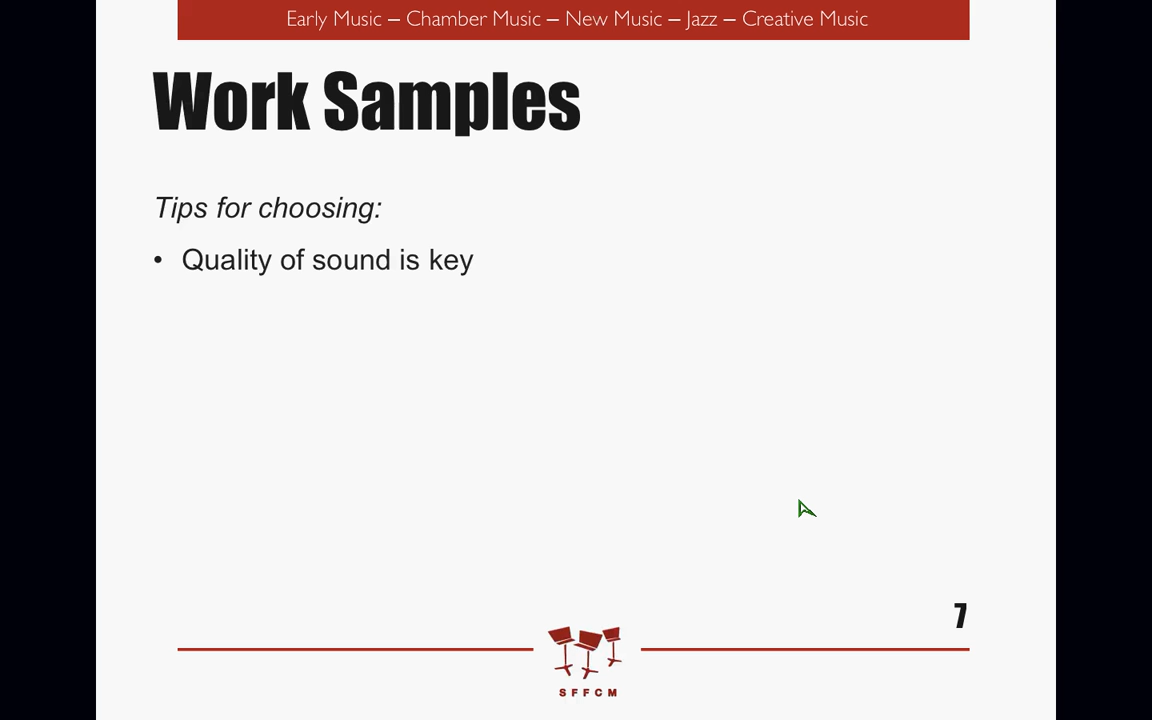 Early Music – Chamber Music – New Music – Jazz – Creative Music
Work Samples
Tips for choosing:
• Quality of sound is key
7
SFFCM